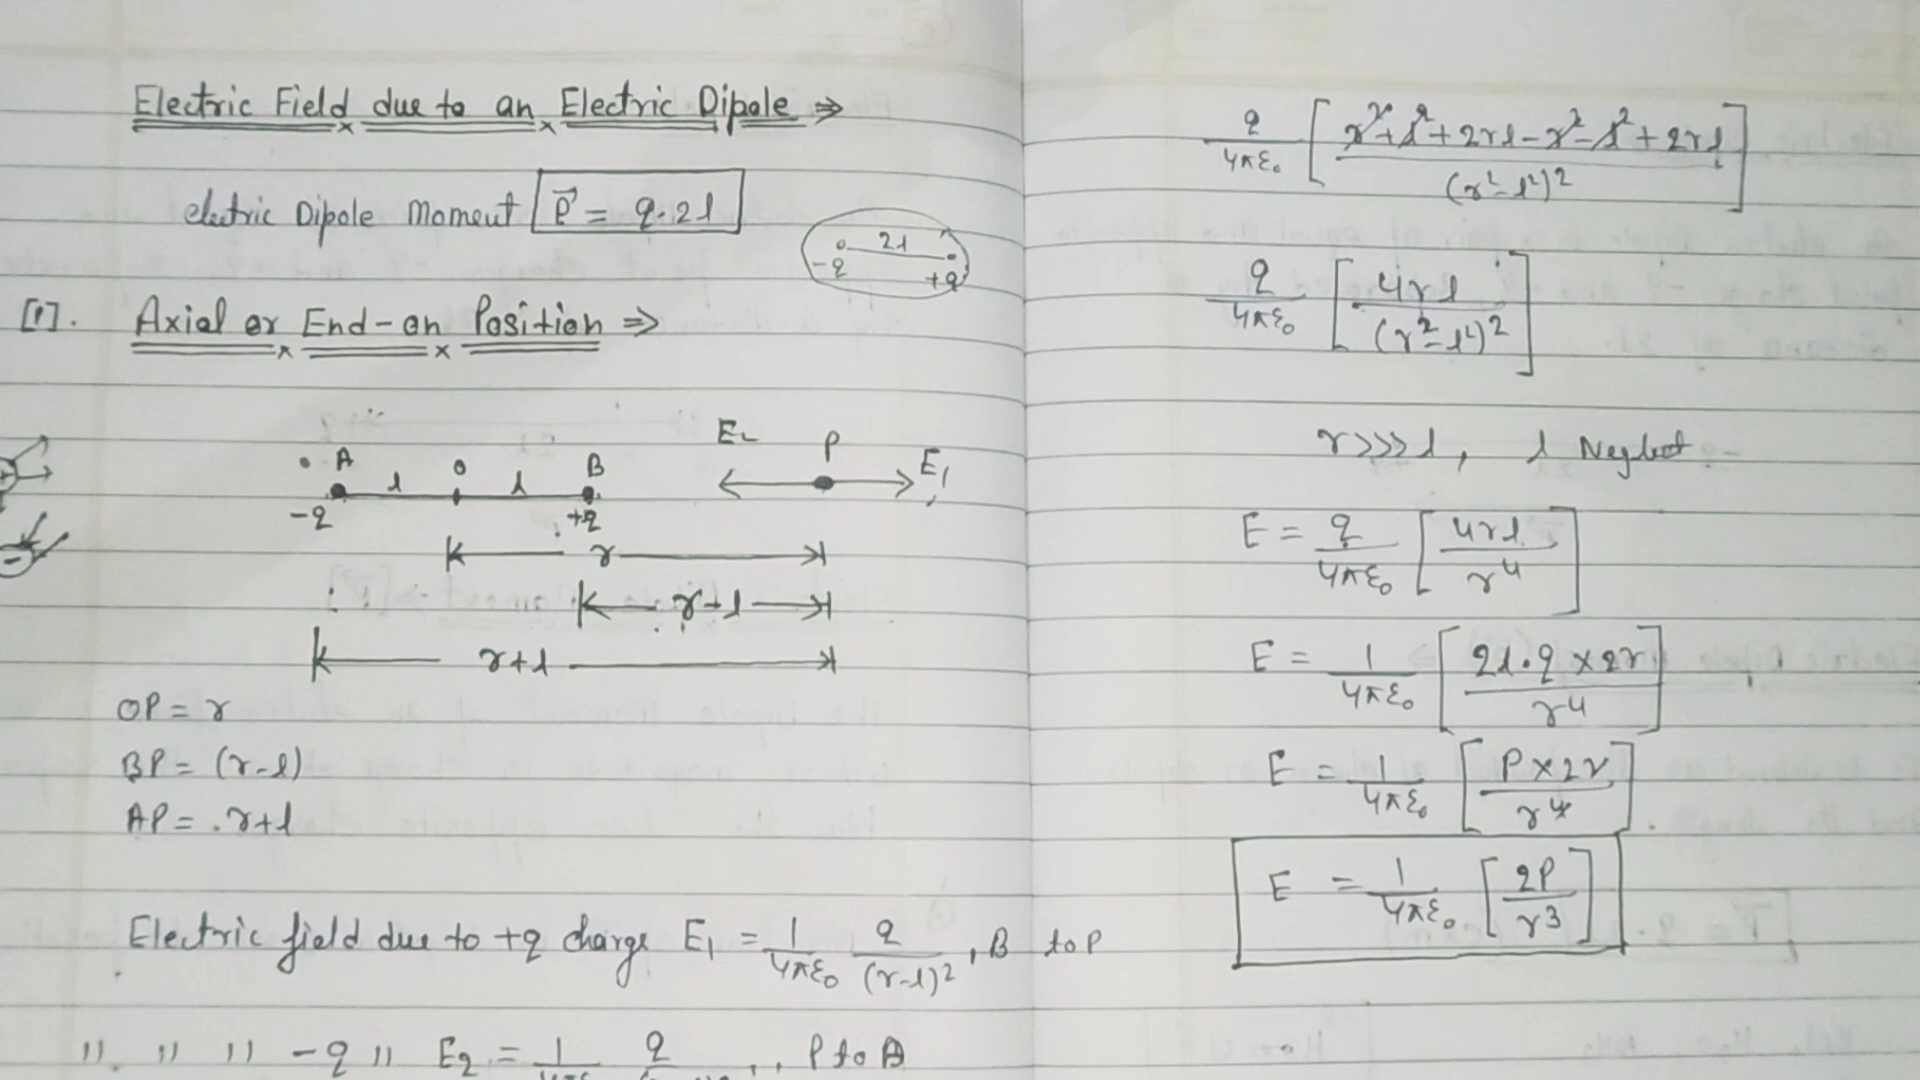 Electric Field due to an Electric Dipole ⇒
electric Dipole Moment P⃗ = q·2l
2l
-q +q
[1]. Axial or End-on Position ⇒
A l O l B E₂ P E₁
-q +q
r
r+l
r+l
OP = r
BP = (r-l)
AP = r+l
Electric field due to +q charge E₁ = 1/4πε₀ q/(r-l)², B to P
" " " -q " E₂ = 1 q , P to A
q/4πε₀ [r²+l²+2rl-r²-l²+2rl/(r²-l²)²]
q/4πε₀ [4rl/(r²-l²)²]
r>>>l, l Neglect
E = q/4πε₀ [4rl/r⁴]
E = 1/4πε₀ [2l·q×2r/r⁴]
E = 1/4πε₀ [P×2r/r⁴]
E = 1/4πε₀ [2P/r³]